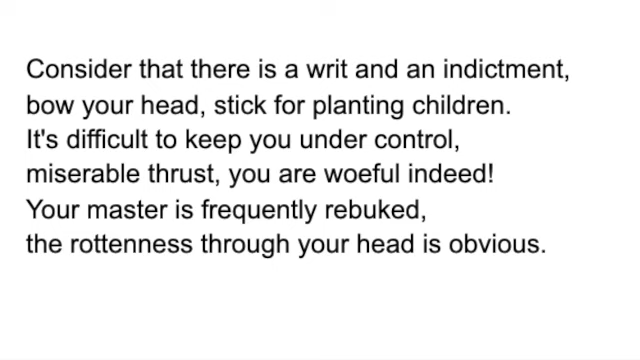 Consider that there is a writ and an indictment,
bow your head, stick for planting children.
It's difficult to keep you under control,
miserable thrust, you are woeful indeed!
Your master is frequently rebuked,
the rottenness through your head is obvious.